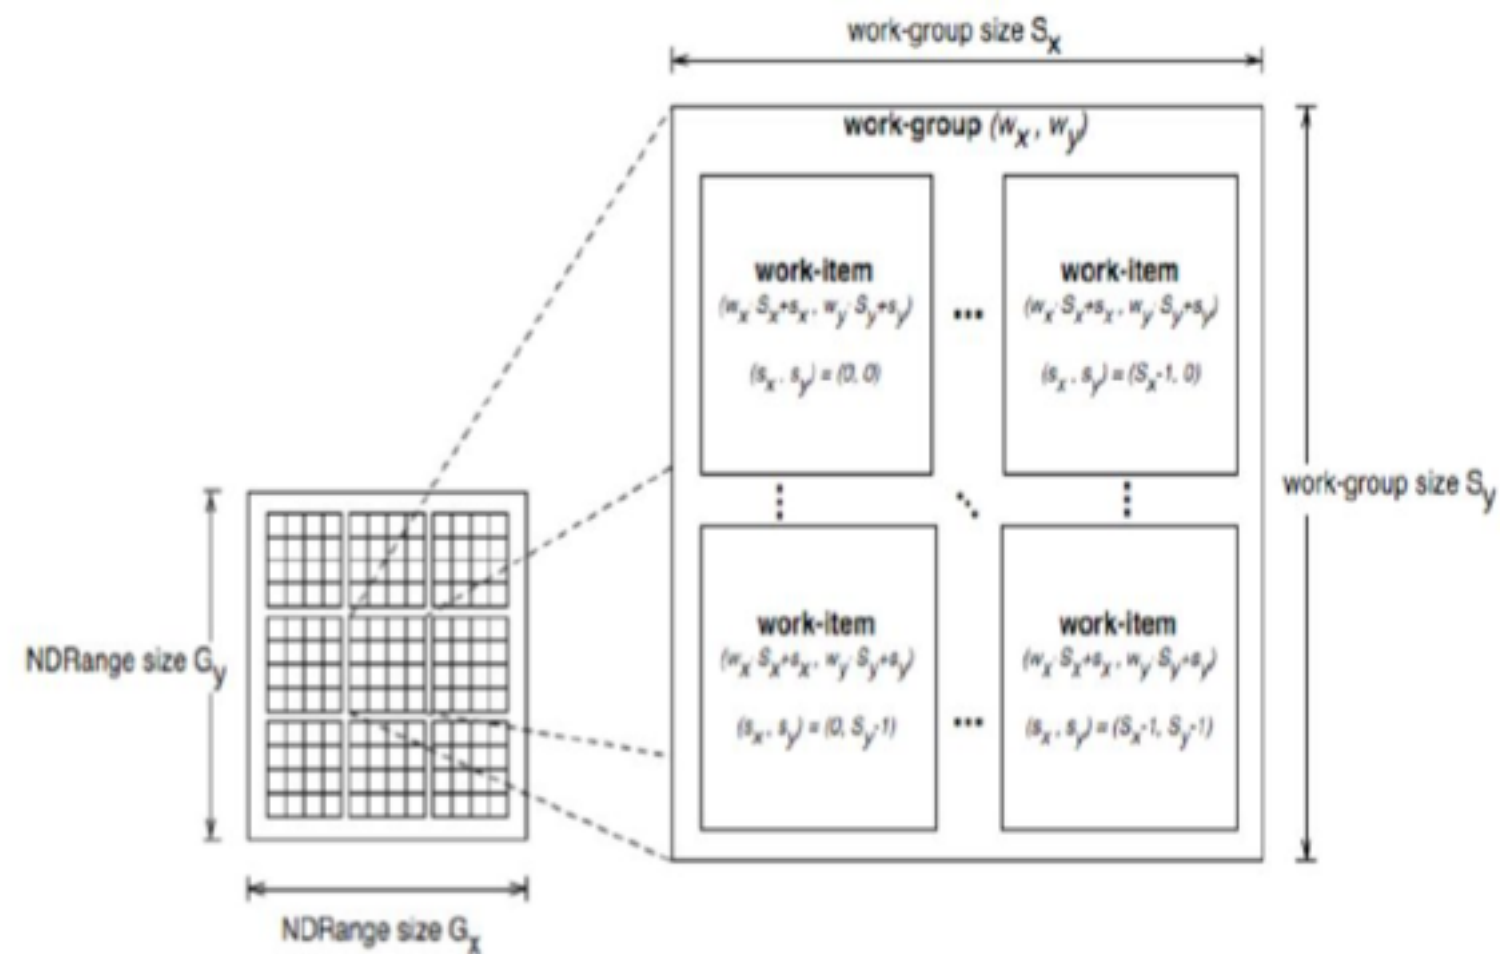 work-group size Sx
work-group (wx, wy)
work-item
(wx·Sx+sx, wy·Sy+sy)
(sx, sy) = (0, 0)
...
work-item
(wx·Sx+sx, wy·Sy+sy)
(sx, sy) = (Sx-1, 0)
work-group size Sy
work-item
(wx·Sx+sx, wy·Sy+sy)
(sx, sy) = (0, Sy-1)
...
work-item
(wx·Sx+sx, wy·Sy+sy)
(sx, sy) = (Sx-1, Sy-1)
NDRange size Gy
NDRange size Gx